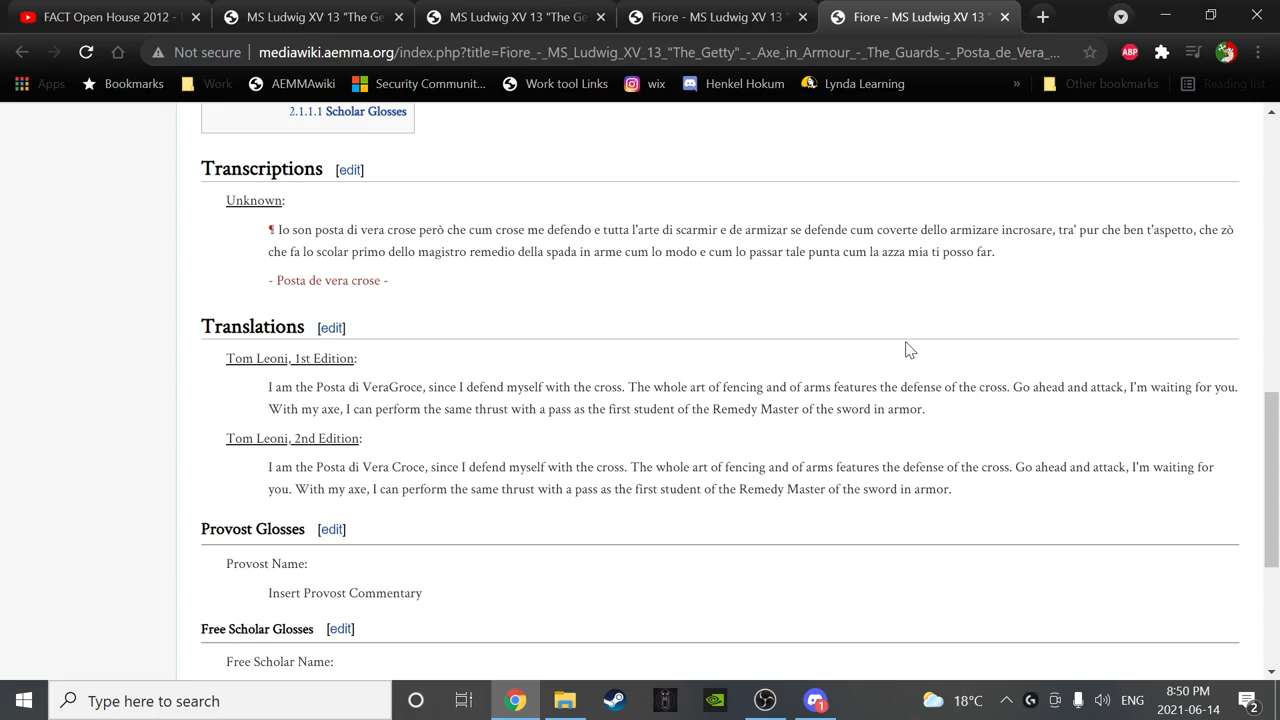 FACT Open House 2012 -
MS Ludwig XV 13 "The Ge
MS Ludwig XV 13 "The Ge
Fiore - MS Ludwig XV 13 "
Fiore - MS Ludwig XV 13 "
Not secure
mediawiki.aemma.org/index.php?title=Fiore_-_MS_Ludwig_XV_13_"The_Getty"_-_Axe_in_Armour_-_The_Guards_-_Posta_de_Vera_...
ABP
Apps
Bookmarks
Work
AEMMAwiki
Security Communit...
Work tool Links
wix
Henkel Hokum
Lynda Learning
»
Other bookmarks
Reading list
2.1.1.1 Scholar Glosses
Transcriptions [edit]
Unknown:
¶ Io son posta di vera crose però che cum crose me defendo e tutta l'arte di scarmir e de armizar se defende cum coverte dello armizare incrosare, tra' pur che ben t'aspetto, che zò
che fa lo scolar primo dello magistro remedio della spada in arme cum lo modo e cum lo passar tale punta cum la azza mia ti posso far.
- Posta de vera crose -
Translations [edit]
Tom Leoni, 1st Edition:
I am the Posta di VeraGroce, since I defend myself with the cross. The whole art of fencing and of arms features the defense of the cross. Go ahead and attack, I'm waiting for you.
With my axe, I can perform the same thrust with a pass as the first student of the Remedy Master of the sword in armor.
Tom Leoni, 2nd Edition:
I am the Posta di Vera Croce, since I defend myself with the cross. The whole art of fencing and of arms features the defense of the cross. Go ahead and attack, I'm waiting for
you. With my axe, I can perform the same thrust with a pass as the first student of the Remedy Master of the sword in armor.
Provost Glosses [edit]
Provost Name:
Insert Provost Commentary
Free Scholar Glosses [edit]
Free Scholar Name:
Type here to search
1
18°C
ENG
8:50 PM
2021-06-14
2